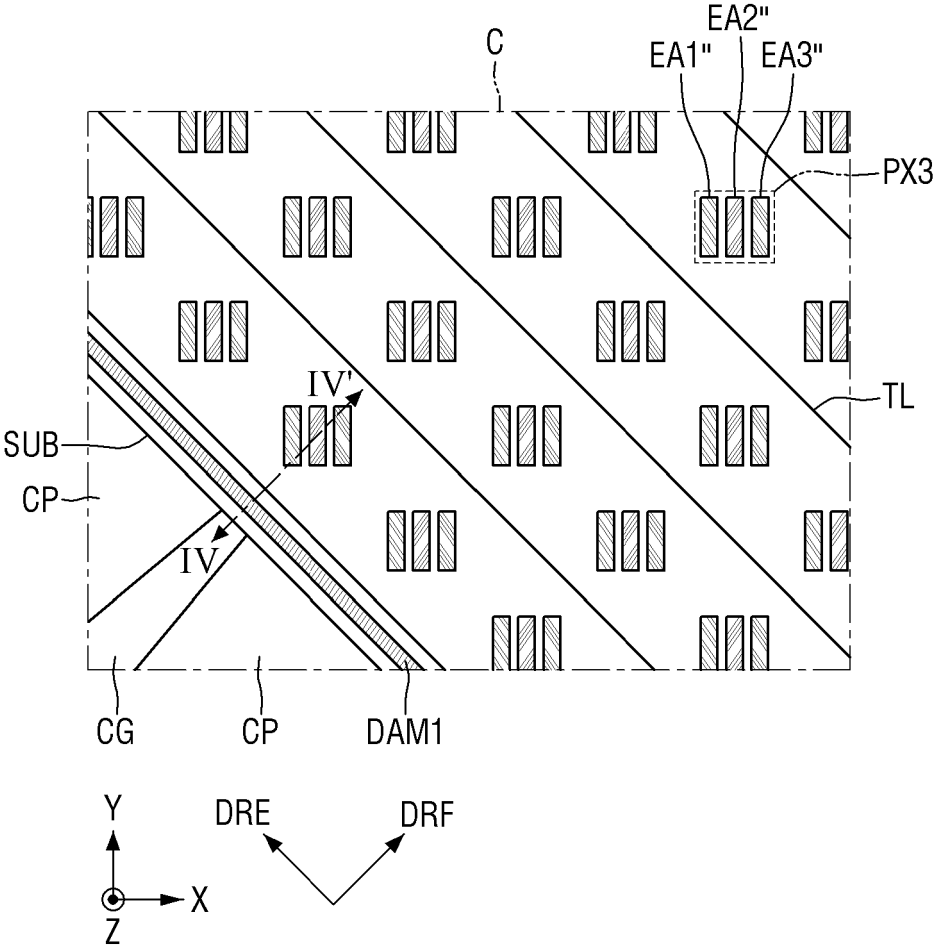 EA2"
C
EA1" EA3"
PX3
IV'
TL
SUB
CP
IV
CG CP DAM1
Y DRE DRF
X
Z